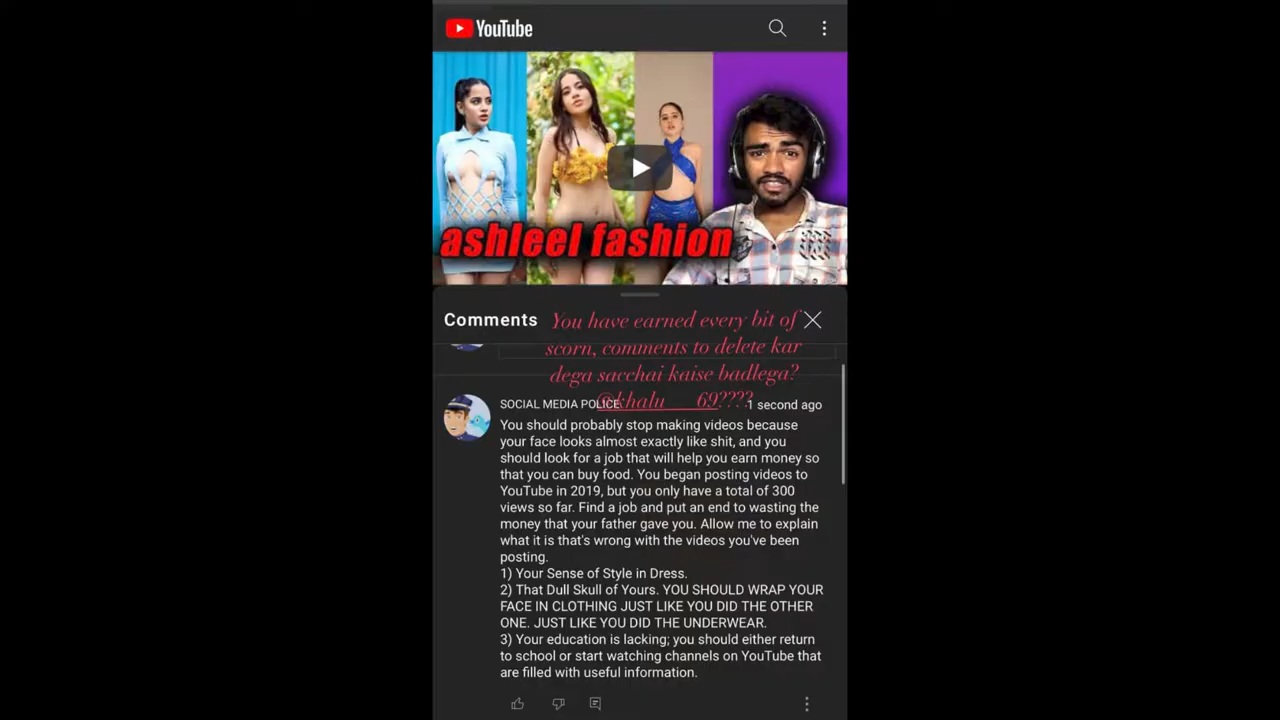 YouTube
ashleel fashion
Comments
You have earned every bit of
scorn, comments to delete kar
dega sacchai kaise badlega?
@khalu___69????
SOCIAL MEDIA POLICE
1 second ago
You should probably stop making videos because
your face looks almost exactly like shit, and you
should look for a job that will help you earn money so
that you can buy food. You began posting videos to
YouTube in 2019, but you only have a total of 300
views so far. Find a job and put an end to wasting the
money that your father gave you. Allow me to explain
what it is that's wrong with the videos you've been
posting.
1) Your Sense of Style in Dress.
2) That Dull Skull of Yours. YOU SHOULD WRAP YOUR
FACE IN CLOTHING JUST LIKE YOU DID THE OTHER
ONE. JUST LIKE YOU DID THE UNDERWEAR.
3) Your education is lacking; you should either return
to school or start watching channels on YouTube that
are filled with useful information.